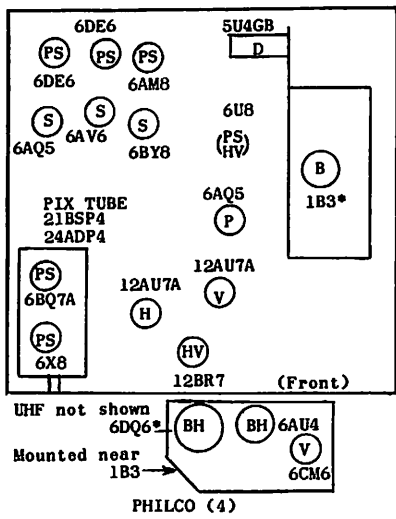 6DE6
5U4GB
PS PS PS
D
6DE6 6AM8
6U8
S S S
PS
HV
6AQ5 6AV6 6BY8
B
1B3*
6AQ5
PIX TUBE
21BSP4
24ADP4
P
PS
12AU7A
12AU7A
6BQ7A
V
H
PS
6X8
HV
12BR7
(Front)
UHF not shown
6DQ6*
BH
BH
6AU4
Mounted near
1B3
V
6CM6
PHILCO (4)